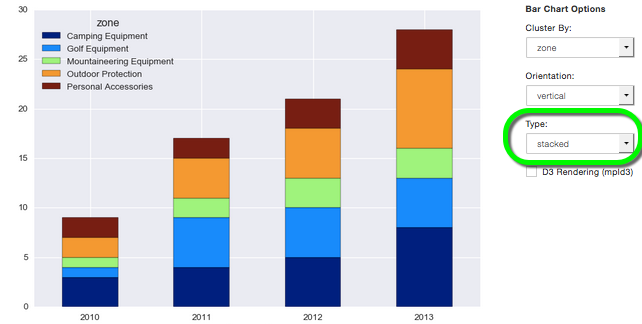 30
25
20
15
10
5
0
zone
Camping Equipment
Golf Equipment
Mountaineering Equipment
Outdoor Protection
Personal Accessories
2010
2011
2012
2013
Bar Chart Options
Cluster By:
zone
Orientation:
vertical
Type:
stacked
D3 Rendering (mpld3)